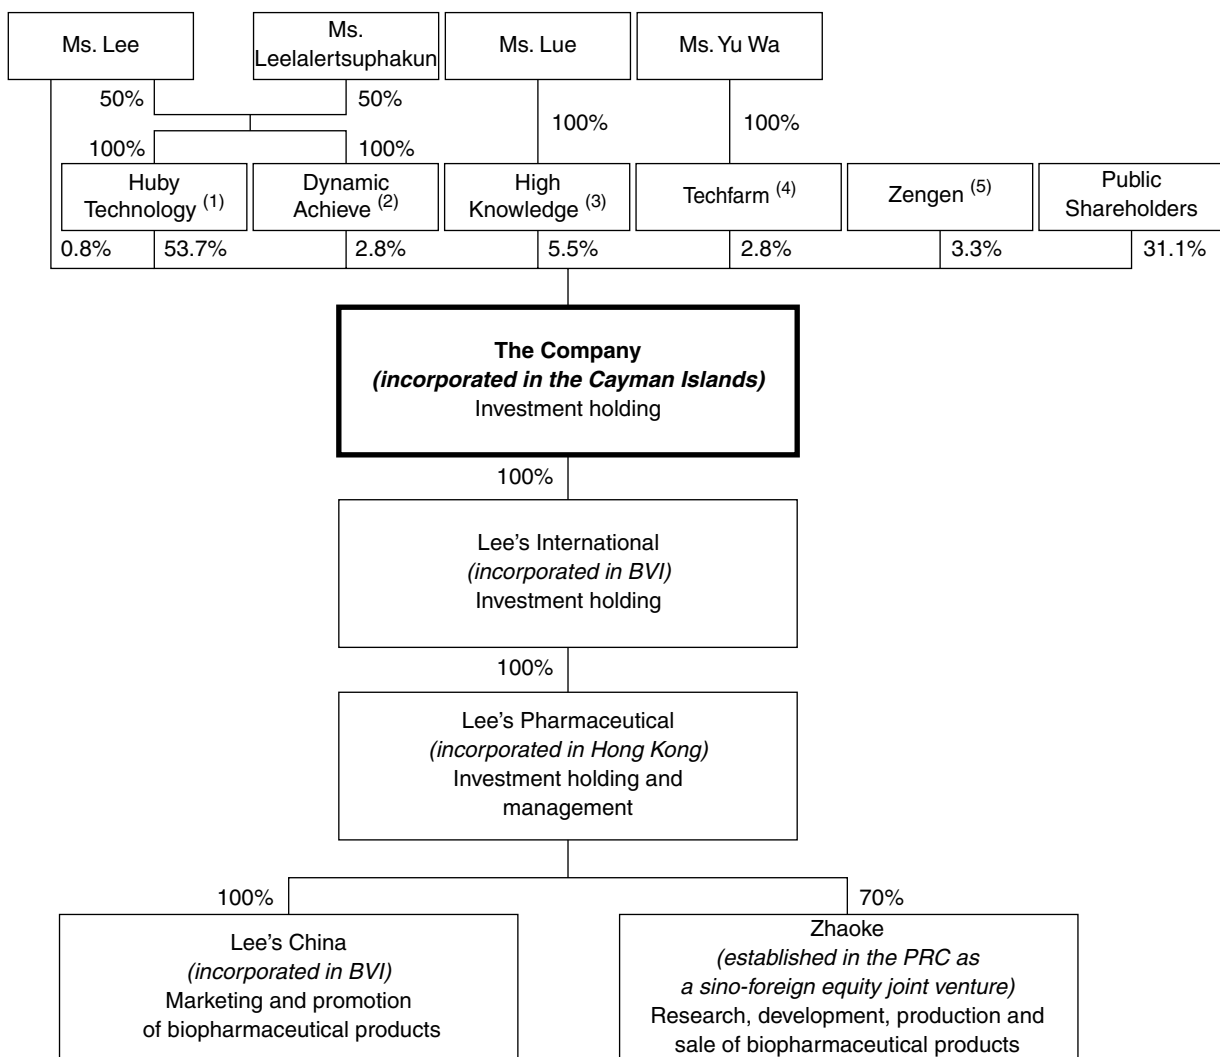 Ms. Lee
Ms.
Leelalertsuphakun
Ms. Lue
Ms. Yu Wa
50%
50%
100%
100%
100%
100%
Huby
Technology (1)
Dynamic
Achieve (2)
High
Knowledge (3)
Techfarm (4)
Zengen (5)
Public
Shareholders
0.8%
53.7%
2.8%
5.5%
2.8%
3.3%
31.1%
The Company
(incorporated in the Cayman Islands)
Investment holding
100%
Lee’s International
(incorporated in BVI)
Investment holding
100%
Lee’s Pharmaceutical
(incorporated in Hong Kong)
Investment holding and
management
100%
70%
Lee’s China
(incorporated in BVI)
Marketing and promotion
of biopharmaceutical products
Zhaoke
(established in the PRC as
a sino-foreign equity joint venture)
Research, development, production and
sale of biopharmaceutical products